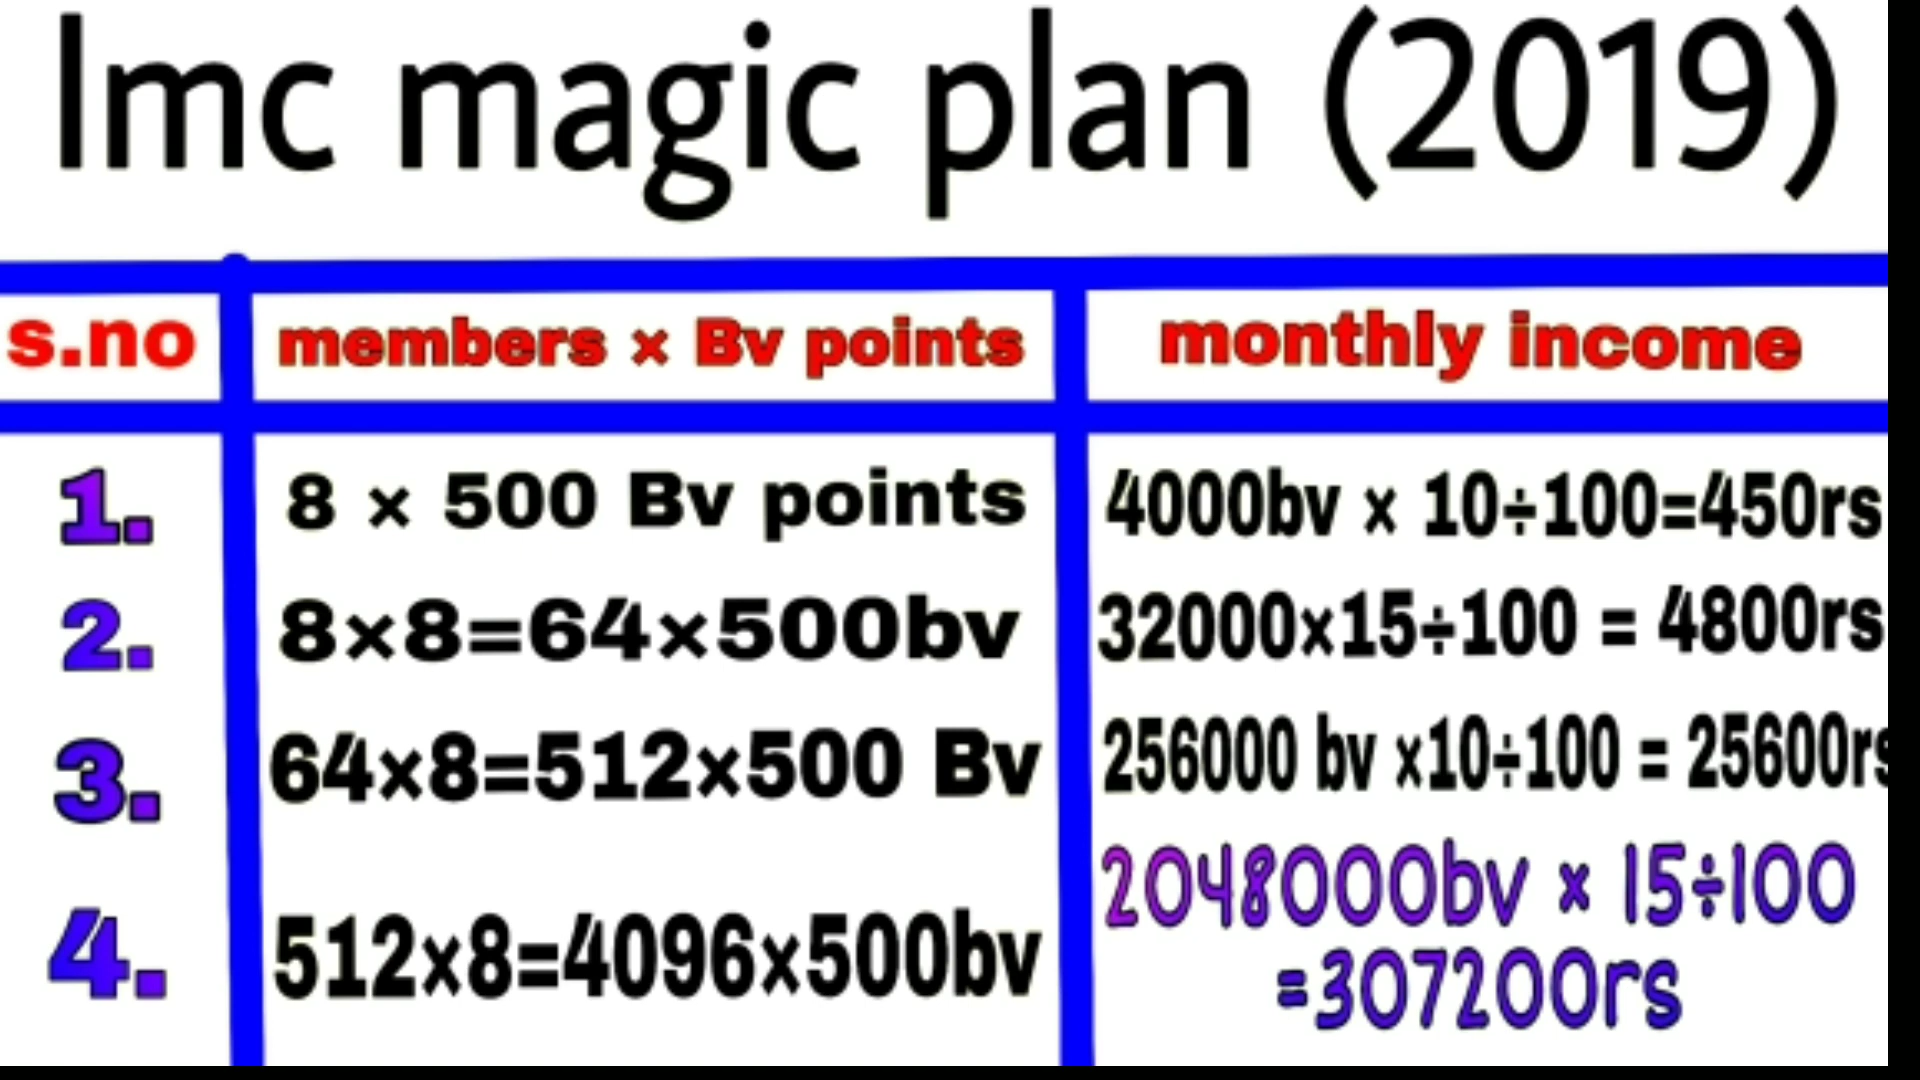 lmc magic plan (2019)
s.no members × Bv points monthly income
1. 8 × 500 Bv points 4000bv × 10÷100=450rs
2. 8×8=64×500bv 32000×15÷100 = 4800rs
3. 64×8=512×500 Bv 256000 bv ×10÷100 = 25600rs
4. 512×8=4096×500bv 2048000bv × 15÷100
=307200rs